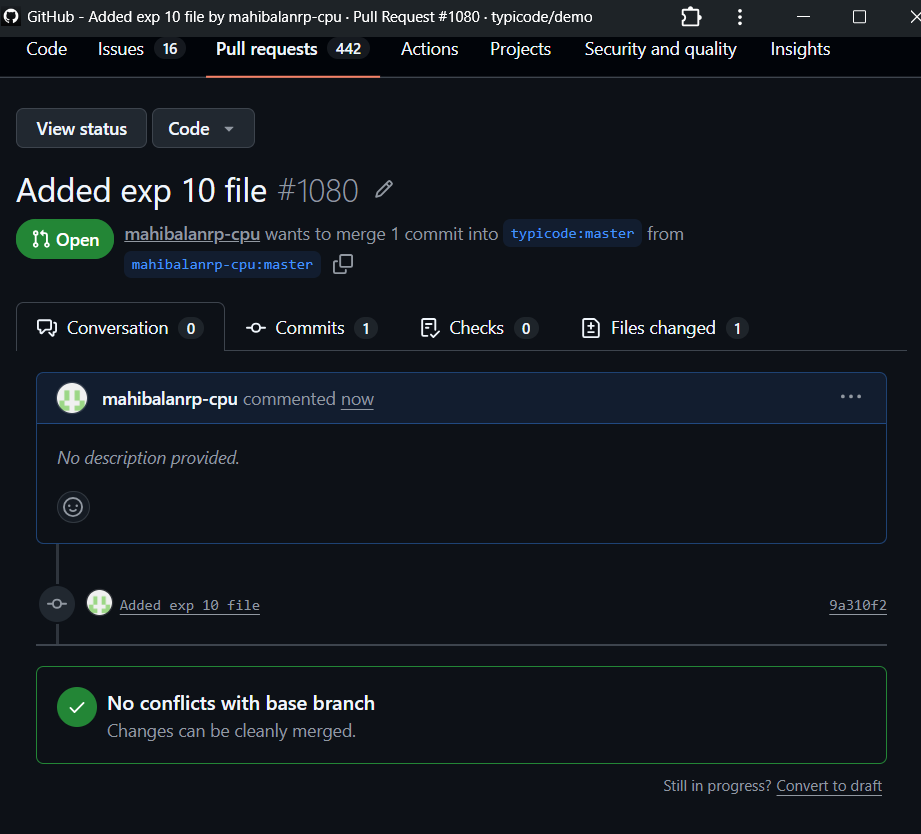 GitHub - Added exp 10 file by mahibalanrp-cpu · Pull Request #1080 · typicode/demo
Code Issues 16 Pull requests 442 Actions Projects Security and quality Insights
View status Code
Added exp 10 file #1080
Open mahibalanrp-cpu wants to merge 1 commit into typicode:master from
mahibalanrp-cpu:master
Conversation 0 Commits 1 Checks 0 Files changed 1
mahibalanrp-cpu commented now
No description provided.
Added exp 10 file 9a310f2
No conflicts with base branch
Changes can be cleanly merged.
Still in progress? Convert to draft